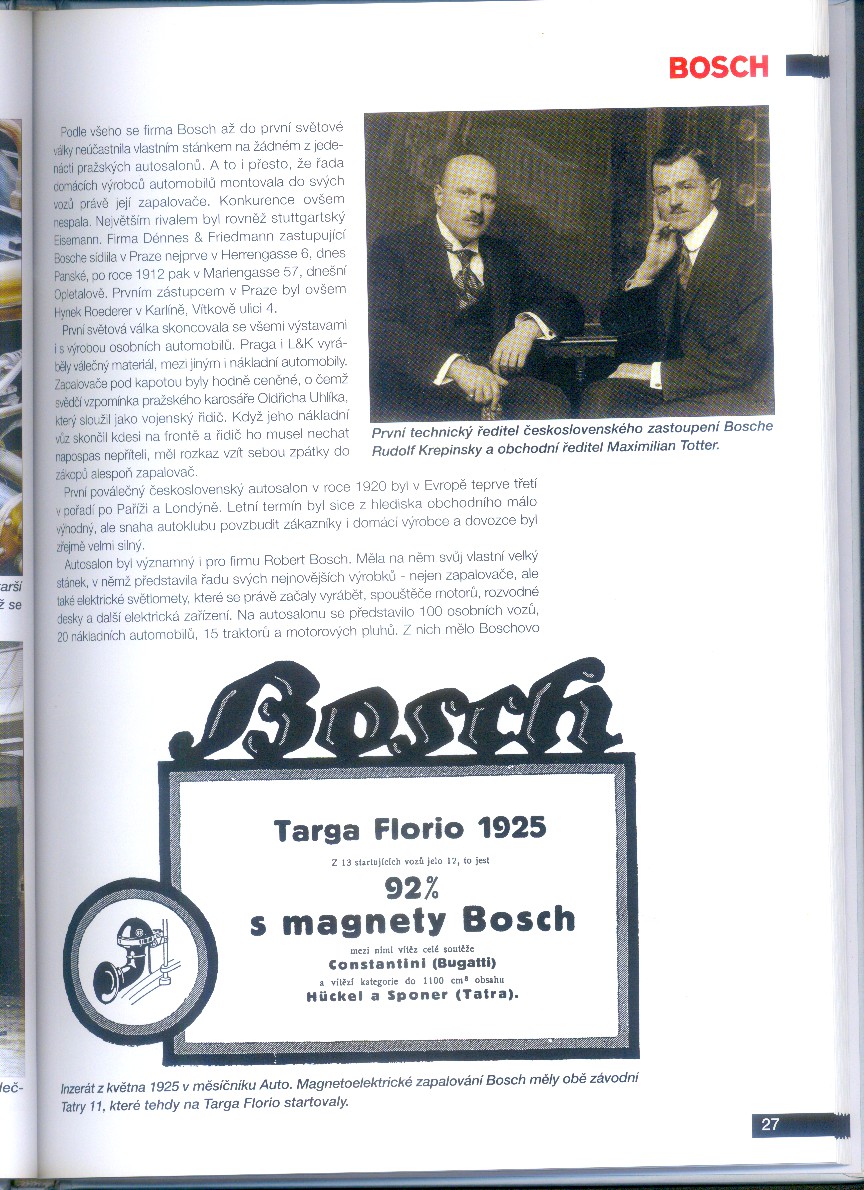 BOSCH
Podle všeho se firma Bosch až do první světové
války neúčastnila vlastním stánkem na žádném z jede-
nácti pražských autosalonů. A to i přesto, že řada
domácích výrobců automobilů montovala do svých
vozů právě její zapalovače. Konkurence ovšem
nespala. Největším rivalem byl rovněž stuttgartský
Eisemann. Firma Dénnes & Friedmann zastupující
Bosche sídlila v Praze nejprve v Herrengasse 6, dnes
Panské, po roce 1912 pak v Mariengasse 57, dnešní
Opletalově. Prvním zástupcem v Praze byl ovšem
Hynek Roederer v Karlíně, Vítkově ulici 4.
První světová válka skoncovala se všemi výstavami
i s výrobou osobních automobilů. Praga i L&K vyrá-
běly válečný materiál, mezi jiným i nákladní automobily.
Zapalovače pod kapotou byly hodně ceněné, o čemž
svědčí vzpomínka pražského karosáře Oldřicha Uhlíka,
který sloužil jako vojenský řidič. Když jeho nákladní
vůz skončil kdesi na frontě a řidič ho musel nechat
napospas nepříteli, měl rozkaz vzít sebou zpátky do
zákopů alespoň zapalovač.
První technický ředitel československého zastoupení Bosche
Rudolf Krepinsky a obchodní ředitel Maximilian Totter.
První poválečný československý autosalon v roce 1920 byl v Evropě teprve třetí
v pořadí po Paříži a Londýně. Letní termín byl sice z hlediska obchodního málo
výhodný, ale snaha autoklubu povzbudit zákazníky i domácí výrobce a dovozce byl
zřejmě velmi silný.
Autosalon byl významný i pro firmu Robert Bosch. Měla na něm svůj vlastní velký
stánek, v němž představila řadu svých nejnovějších výrobků - nejen zapalovače, ale
také elektrické světlomety, které se právě začaly vyrábět, spouštěče motorů, rozvodné
desky a další elektrická zařízení. Na autosalonu se představilo 100 osobních vozů,
20 nákladních automobilů, 15 traktorů a motorových pluhů. Z nich mělo Boschovo
Bosch
Targa Florio 1925
Z 13 startujících vozů jelo 12, to jest
92%
s magnety Bosch
mezi nimi vítěz celé soutěže
Constantini (Bugatti)
a vítězí kategorie do 1100 cm³ obsahu
Hückel a Sponer (Tatra).
Inzerát z května 1925 v měsíčníku Auto. Magnetoelektrické zapalování Bosch měly obě závodní
Tatry 11, které tehdy na Targa Florio startovaly.
27